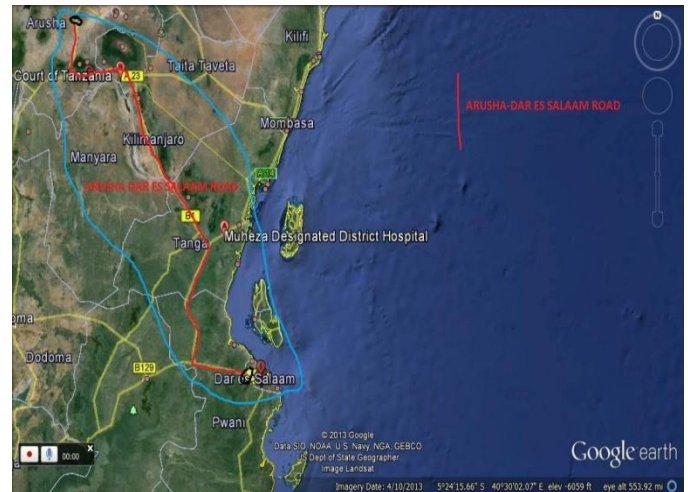 N
Arusha
Kilifi
Court of Tanzania
A23
Taita Taveta
ARUSHA-DAR ES SALAAM ROAD
Mombasa
Kilimanjaro
Manyara
A14
ARUSHA-DAR ES SALAAM ROAD
B1
A
Muheza Designated District Hospital
Tanga
oma
Dodoma
B129
Dar es Salaam
Pwani
© 2013 Google
Data SIO, NOAA, U.S. Navy, NGA, GEBCO
US Dept of State Geographer
Image Landsat
Google earth
x
00:00
Imagery Date: 4/10/2013 5°24'15.66" S 40°30'02.07" E elev -6059 ft eye alt 553.92 mi